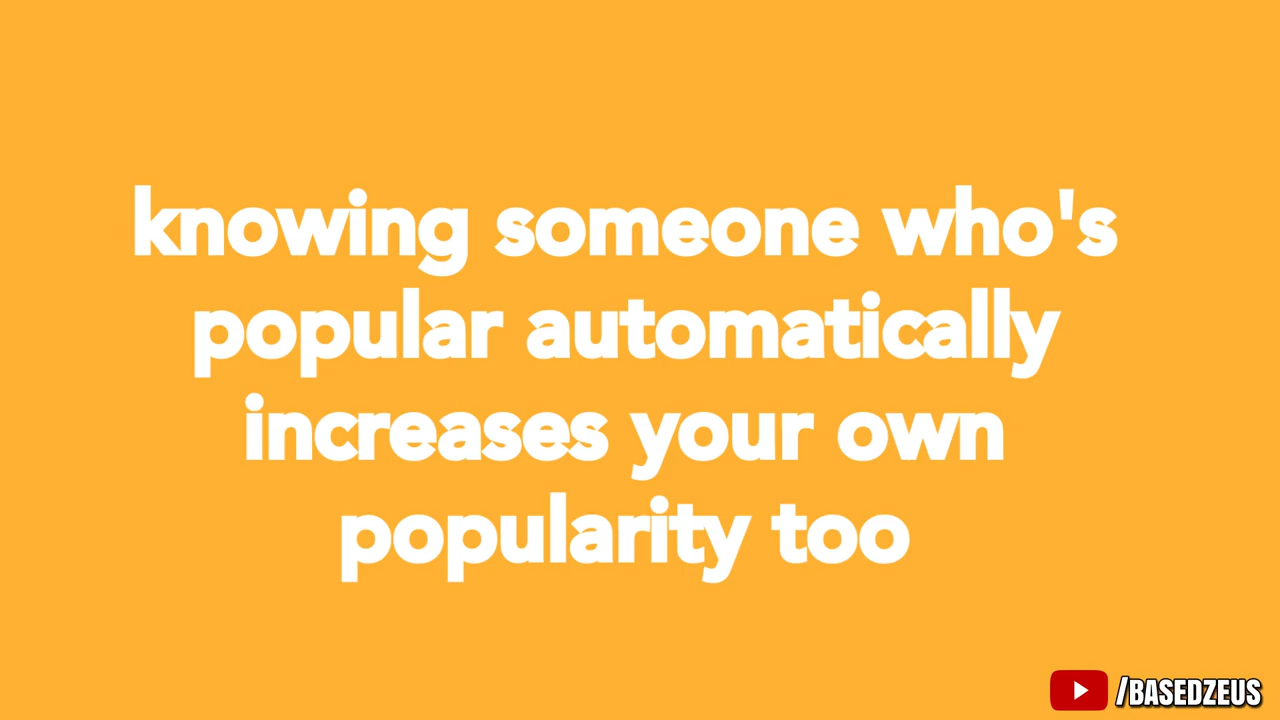 knowing someone who's
popular automatically
increases your own
popularity too
/BASEDZEUS